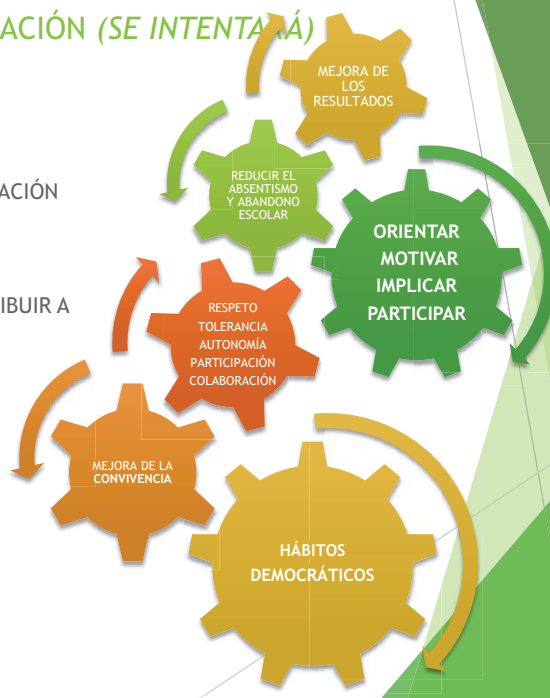 ACIÓN (SE INTENTARÁ)
MEJORA DE
LOS
RESULTADOS
REDUCIR EL
ABSENTISMO
Y ABANDONO
ESCOLAR
ACIÓN
ORIENTAR
MOTIVAR
IMPLICAR
PARTICIPAR
IBUIR A
RESPETO
TOLERANCIA
AUTONOMÍA
PARTICIPACIÓN
COLABORACIÓN
MEJORA DE LA
CONVIVENCIA
HÁBITOS
DEMOCRÁTICOS